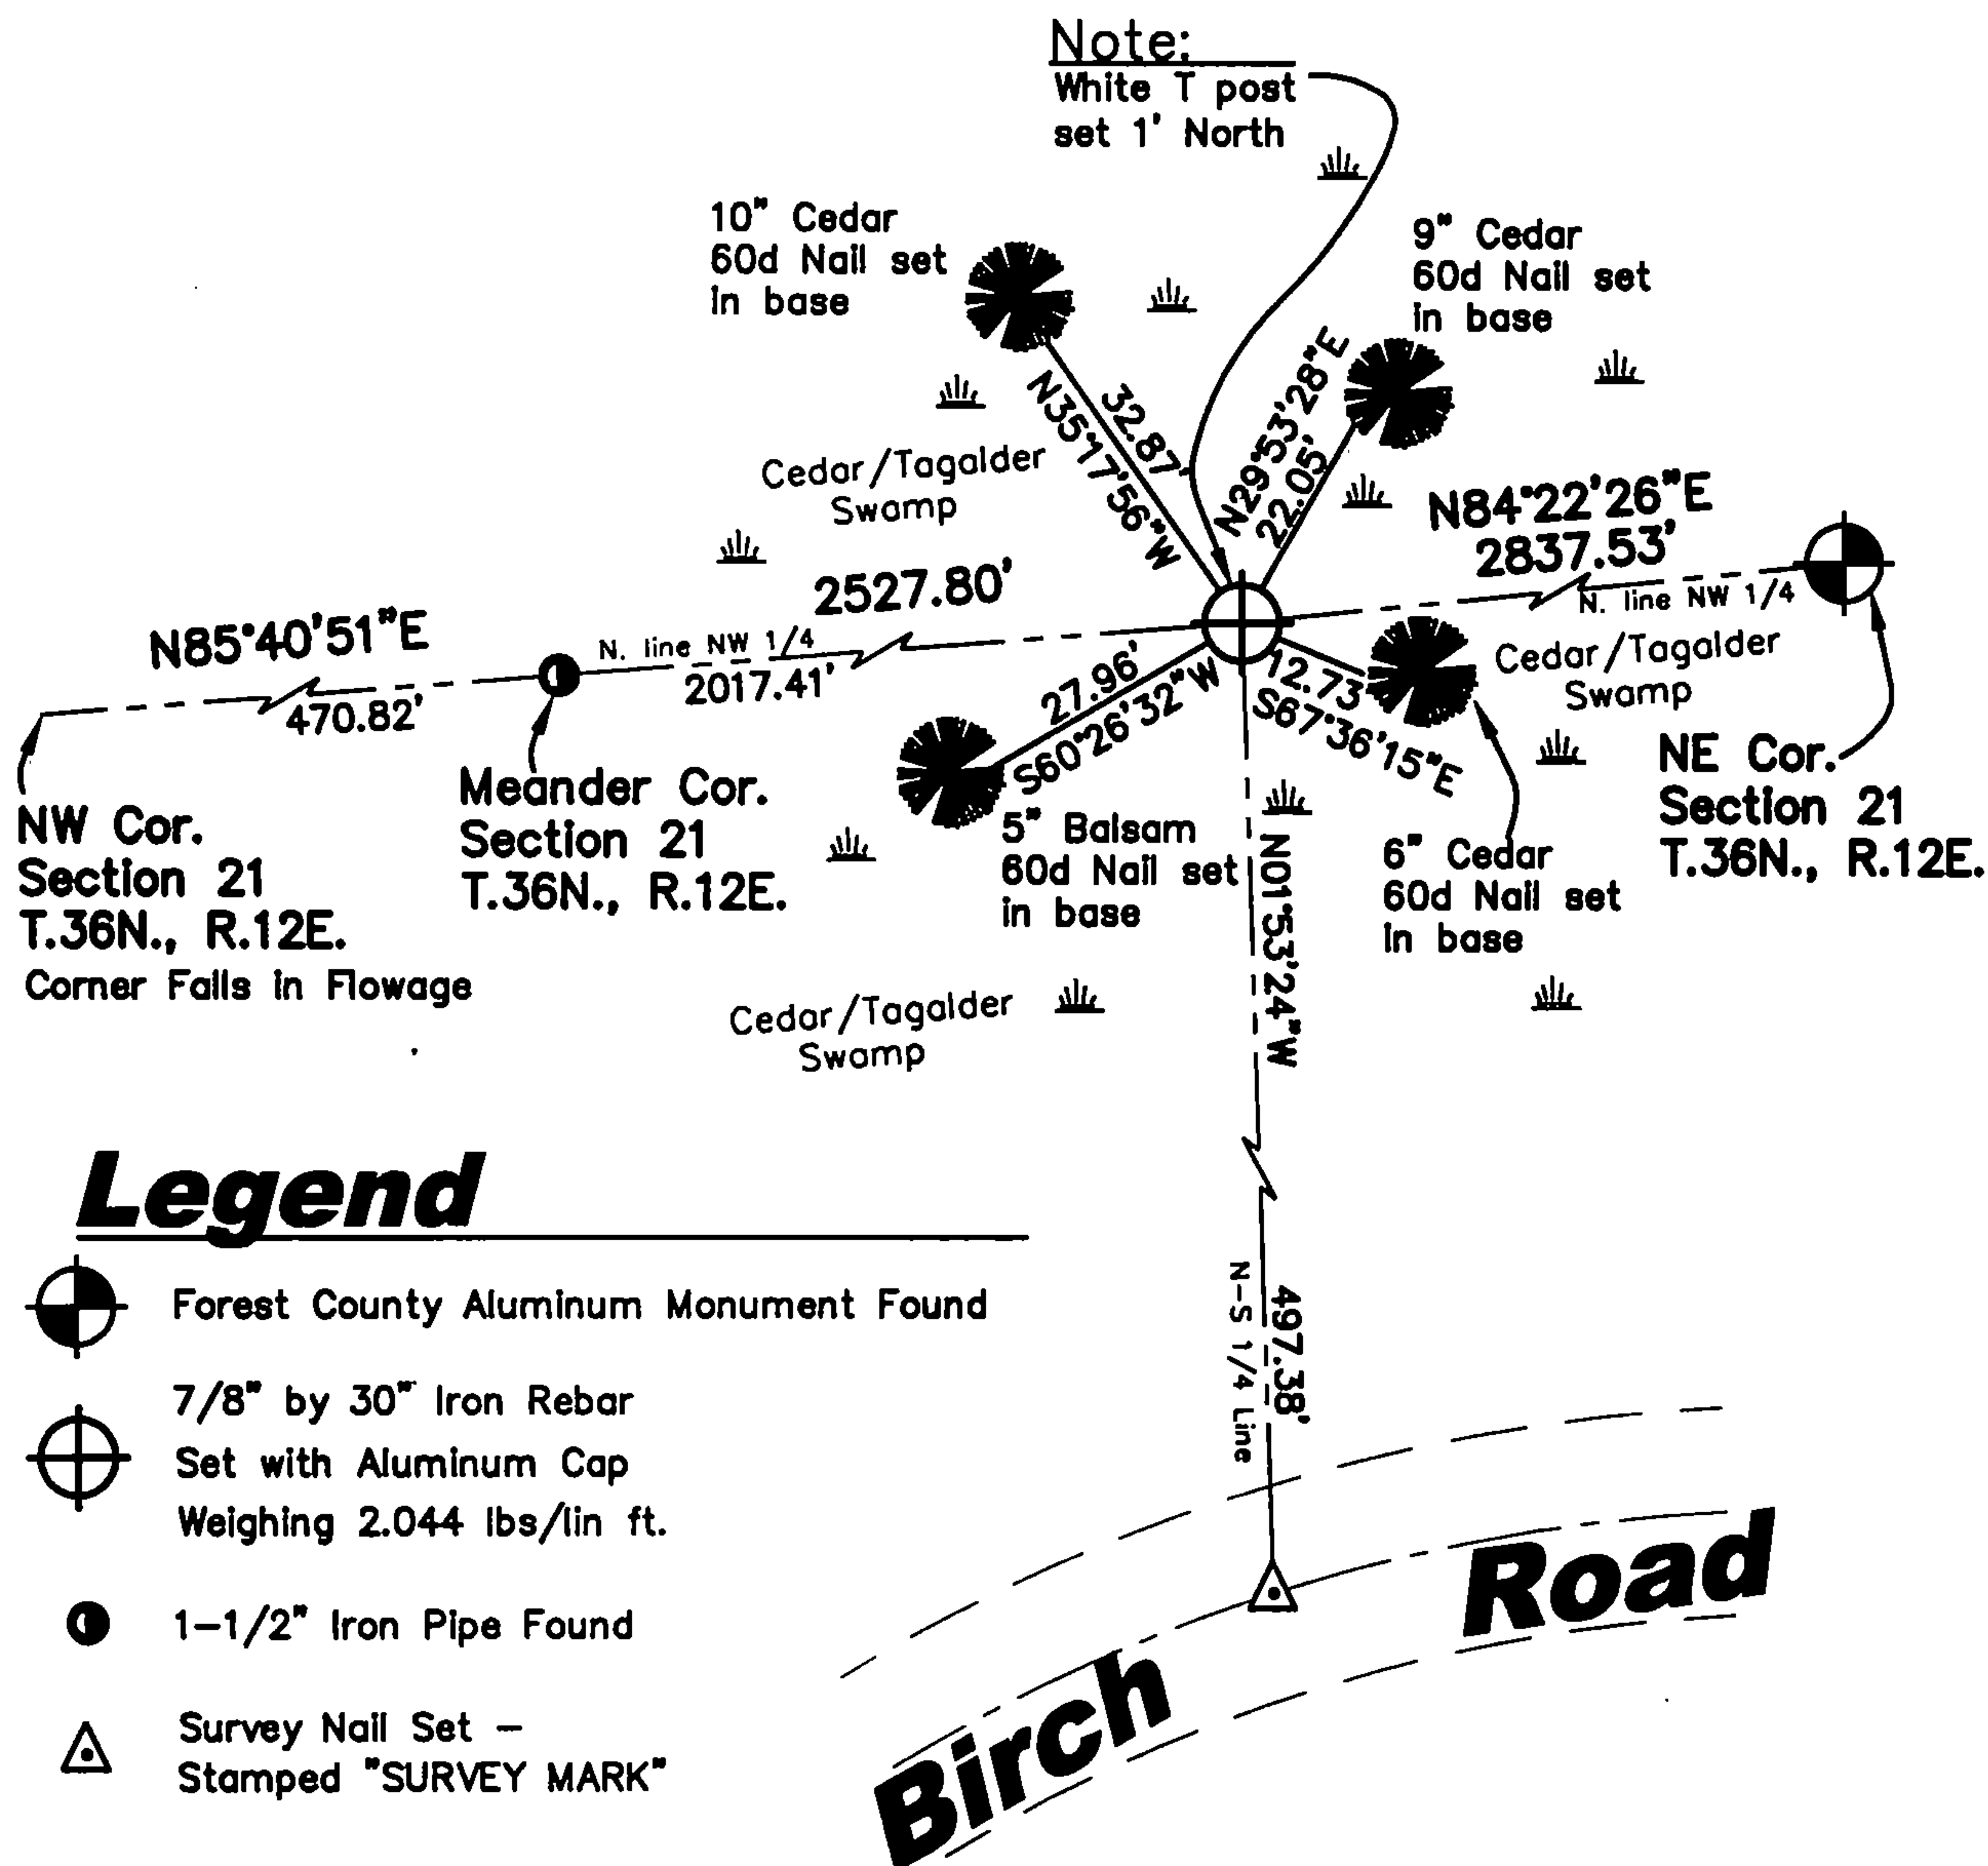 Note:
White T post
set 1' North
10" Cedar
60d Nail set
in base
9" Cedar
60d Nail set
in base
32.87'
N35°17'56"W
N29°53'28"E
22.05'
Cedar/Tagalder
Swamp
N84°22'26"E
2837.53'
N. line NW 1/4
2527.80'
N85°40'51"E
N. line NW 1/4
2017.41'
470.82'
27.96'
S60°26'32"W
12.73'
S67°36'15"E
Cedar/Tagalder
Swamp
NW Cor.
Section 21
T.36N., R.12E.
Corner Falls in Flowage
Meander Cor.
Section 21
T.36N., R.12E.
5" Balsam
60d Nail set
in base
6" Cedar
60d Nail set
in base
NE Cor.
Section 21
T.36N., R.12E.
N01°53'24"W
Cedar/Tagalder
Swamp
497.38'
N-S 1/4 Line
Legend
Forest County Aluminum Monument Found
7/8" by 30" Iron Rebar
Set with Aluminum Cap
Weighing 2.044 lbs/lin ft.
1-1/2" Iron Pipe Found
Survey Nail Set -
Stamped "SURVEY MARK"
Birch Road